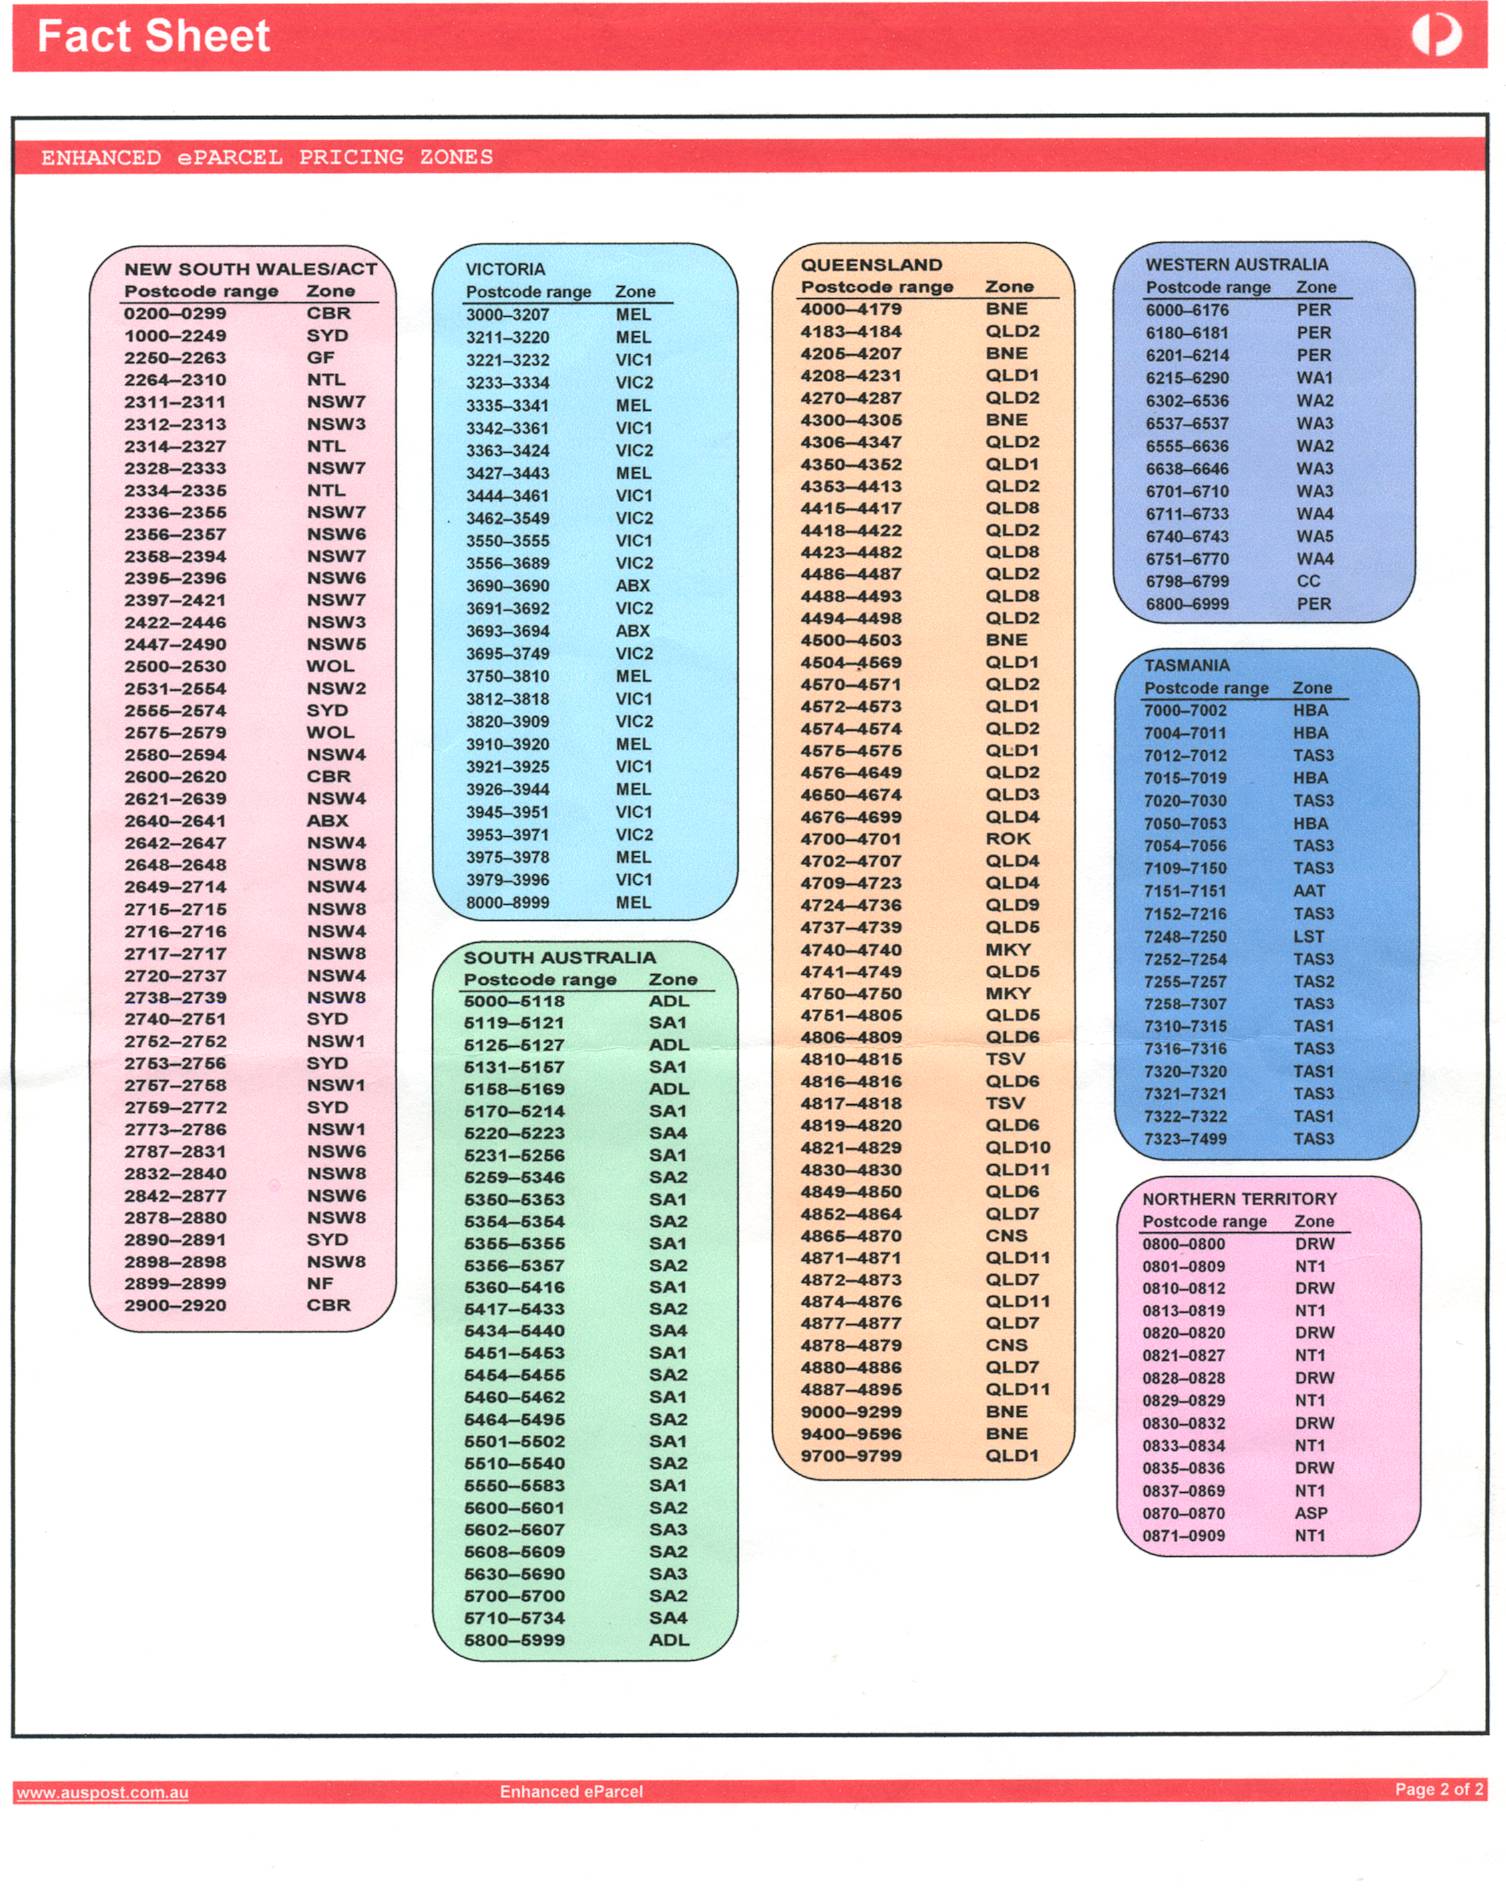 Fact Sheet
ENHANCED ePARCEL PRICING ZONES
NEW SOUTH WALES/ACT
Postcode range Zone
0200–0299 CBR
1000–2249 SYD
2250–2263 GF
2264–2310 NTL
2311–2311 NSW7
2312–2313 NSW3
2314–2327 NTL
2328–2333 NSW7
2334–2335 NTL
2336–2355 NSW7
2356–2357 NSW6
2358–2394 NSW7
2395–2396 NSW6
2397–2421 NSW7
2422–2446 NSW3
2447–2490 NSW5
2500–2530 WOL
2531–2554 NSW2
2555–2574 SYD
2575–2579 WOL
2580–2594 NSW4
2600–2620 CBR
2621–2639 NSW4
2640–2641 ABX
2642–2647 NSW4
2648–2648 NSW8
2649–2714 NSW4
2715–2715 NSW8
2716–2716 NSW4
2717–2717 NSW8
2720–2737 NSW4
2738–2739 NSW8
2740–2751 SYD
2752–2752 NSW1
2753–2756 SYD
2757–2758 NSW1
2759–2772 SYD
2773–2786 NSW1
2787–2831 NSW6
2832–2840 NSW8
2842–2877 NSW6
2878–2880 NSW8
2890–2891 SYD
2898–2898 NSW8
2899–2899 NF
2900–2920 CBR
VICTORIA
Postcode range Zone
3000–3207 MEL
3211–3220 MEL
3221–3232 VIC1
3233–3334 VIC2
3335–3341 MEL
3342–3361 VIC1
3363–3424 VIC2
3427–3443 MEL
3444–3461 VIC1
3462–3549 VIC2
3550–3555 VIC1
3556–3689 VIC2
3690–3690 ABX
3691–3692 VIC2
3693–3694 ABX
3695–3749 VIC2
3750–3810 MEL
3812–3818 VIC1
3820–3909 VIC2
3910–3920 MEL
3921–3925 VIC1
3926–3944 MEL
3945–3951 VIC1
3953–3971 VIC2
3975–3978 MEL
3979–3996 VIC1
8000–8999 MEL
SOUTH AUSTRALIA
Postcode range Zone
5000–5118 ADL
5119–5121 SA1
5125–5127 ADL
5131–5157 SA1
5158–5169 ADL
5170–5214 SA1
5220–5223 SA4
5231–5256 SA1
5259–5346 SA2
5350–5353 SA1
5354–5354 SA2
5355–5355 SA1
5356–5357 SA2
5360–5416 SA1
5417–5433 SA2
5434–5440 SA4
5451–5453 SA1
5454–5455 SA2
5460–5462 SA1
5464–5495 SA2
5501–5502 SA1
5510–5540 SA2
5550–5583 SA1
5600–5601 SA2
5602–5607 SA3
5608–5609 SA2
5630–5690 SA3
5700–5700 SA2
5710–5734 SA4
5800–5999 ADL
QUEENSLAND
Postcode range Zone
4000–4179 BNE
4183–4184 QLD2
4205–4207 BNE
4208–4231 QLD1
4270–4287 QLD2
4300–4305 BNE
4306–4347 QLD2
4350–4352 QLD1
4353–4413 QLD2
4415–4417 QLD8
4418–4422 QLD2
4423–4482 QLD8
4486–4487 QLD2
4488–4493 QLD8
4494–4498 QLD2
4500–4503 BNE
4504–4569 QLD1
4570–4571 QLD2
4572–4573 QLD1
4574–4574 QLD2
4575–4575 QLD1
4576–4649 QLD2
4650–4674 QLD3
4676–4699 QLD4
4700–4701 ROK
4702–4707 QLD4
4709–4723 QLD4
4724–4736 QLD9
4737–4739 QLD5
4740–4740 MKY
4741–4749 QLD5
4750–4750 MKY
4751–4805 QLD5
4806–4809 QLD6
4810–4815 TSV
4816–4816 QLD6
4817–4818 TSV
4819–4820 QLD6
4821–4829 QLD10
4830–4830 QLD11
4849–4850 QLD6
4852–4864 QLD7
4865–4870 CNS
4871–4871 QLD11
4872–4873 QLD7
4874–4876 QLD11
4877–4877 QLD7
4878–4879 CNS
4880–4886 QLD7
4887–4895 QLD11
9000–9299 BNE
9400–9596 BNE
9700–9799 QLD1
WESTERN AUSTRALIA
Postcode range Zone
6000–6176 PER
6180–6181 PER
6201–6214 PER
6215–6290 WA1
6302–6536 WA2
6537–6537 WA3
6555–6636 WA2
6638–6646 WA3
6701–6710 WA3
6711–6733 WA4
6740–6743 WA5
6751–6770 WA4
6798–6799 CC
6800–6999 PER
TASMANIA
Postcode range Zone
7000–7002 HBA
7004–7011 HBA
7012–7012 TAS3
7015–7019 HBA
7020–7030 TAS3
7050–7053 HBA
7054–7056 TAS3
7109–7150 TAS3
7151–7151 AAT
7152–7216 TAS3
7248–7250 LST
7252–7254 TAS3
7255–7257 TAS2
7258–7307 TAS3
7310–7315 TAS1
7316–7316 TAS3
7320–7320 TAS1
7321–7321 TAS3
7322–7322 TAS1
7323–7499 TAS3
NORTHERN TERRITORY
Postcode range Zone
0800–0800 DRW
0801–0809 NT1
0810–0812 DRW
0813–0819 NT1
0820–0820 DRW
0821–0827 NT1
0828–0828 DRW
0829–0829 NT1
0830–0832 DRW
0833–0834 NT1
0835–0836 DRW
0837–0869 NT1
0870–0870 ASP
0871–0909 NT1
www.auspost.com.au Enhanced eParcel Page 2 of 2